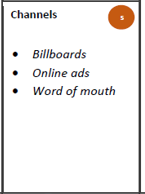 Channels
s
• Billboards
• Online ads
• Word of mouth